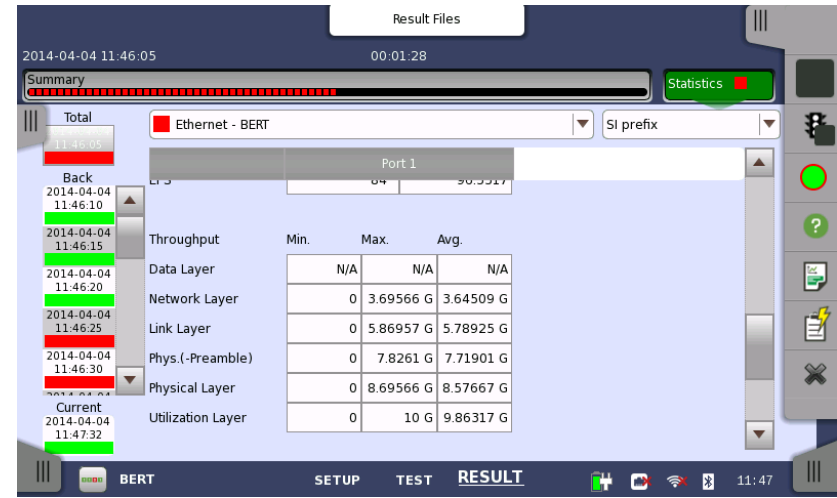 Result Files
2014-04-04 11:46:05 00:01:28
Summary
Statistics
Total
11:46:05
Ethernet - BERT
SI prefix
Port 1
Back
2014-04-04
11:46:10
2014-04-04
11:46:15
2014-04-04
11:46:20
2014-04-04
11:46:25
2014-04-04
11:46:30
Current
2014-04-04
11:47:32
Throughput Min. Max. Avg.
Data Layer N/A N/A N/A
Network Layer 0 3.69566 G 3.64509 G
Link Layer 0 5.86957 G 5.78925 G
Phys.(-Preamble) 0 7.8261 G 7.71901 G
Physical Layer 0 8.69566 G 8.57667 G
Utilization Layer 0 10 G 9.86317 G
BERT SETUP TEST RESULT 11:47